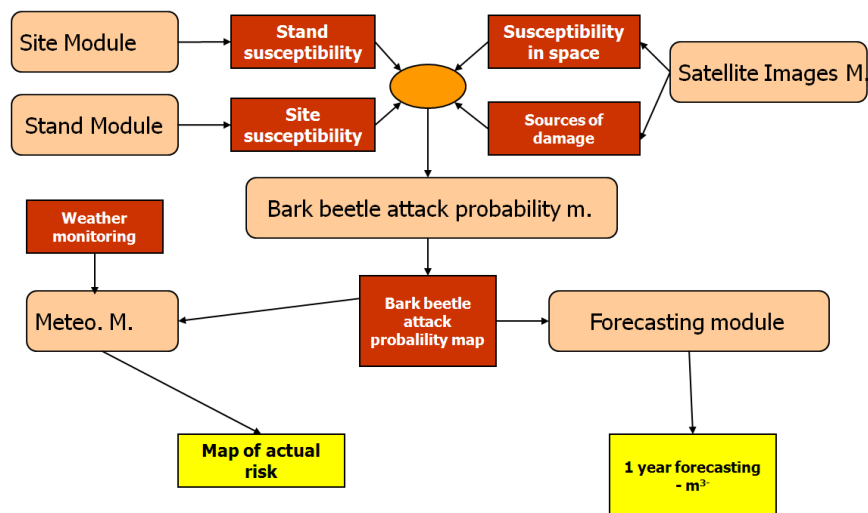 Site Module
Stand
susceptibility
Susceptibility
in space
Satellite Images M.
Stand Module
Site
susceptibility
Sources of
damage
Bark beetle attack probability m.
Weather
monitoring
Meteo. M.
Bark beetle
attack
probalility map
Forecasting module
Map of actual
risk
1 year forecasting
- m³⁻